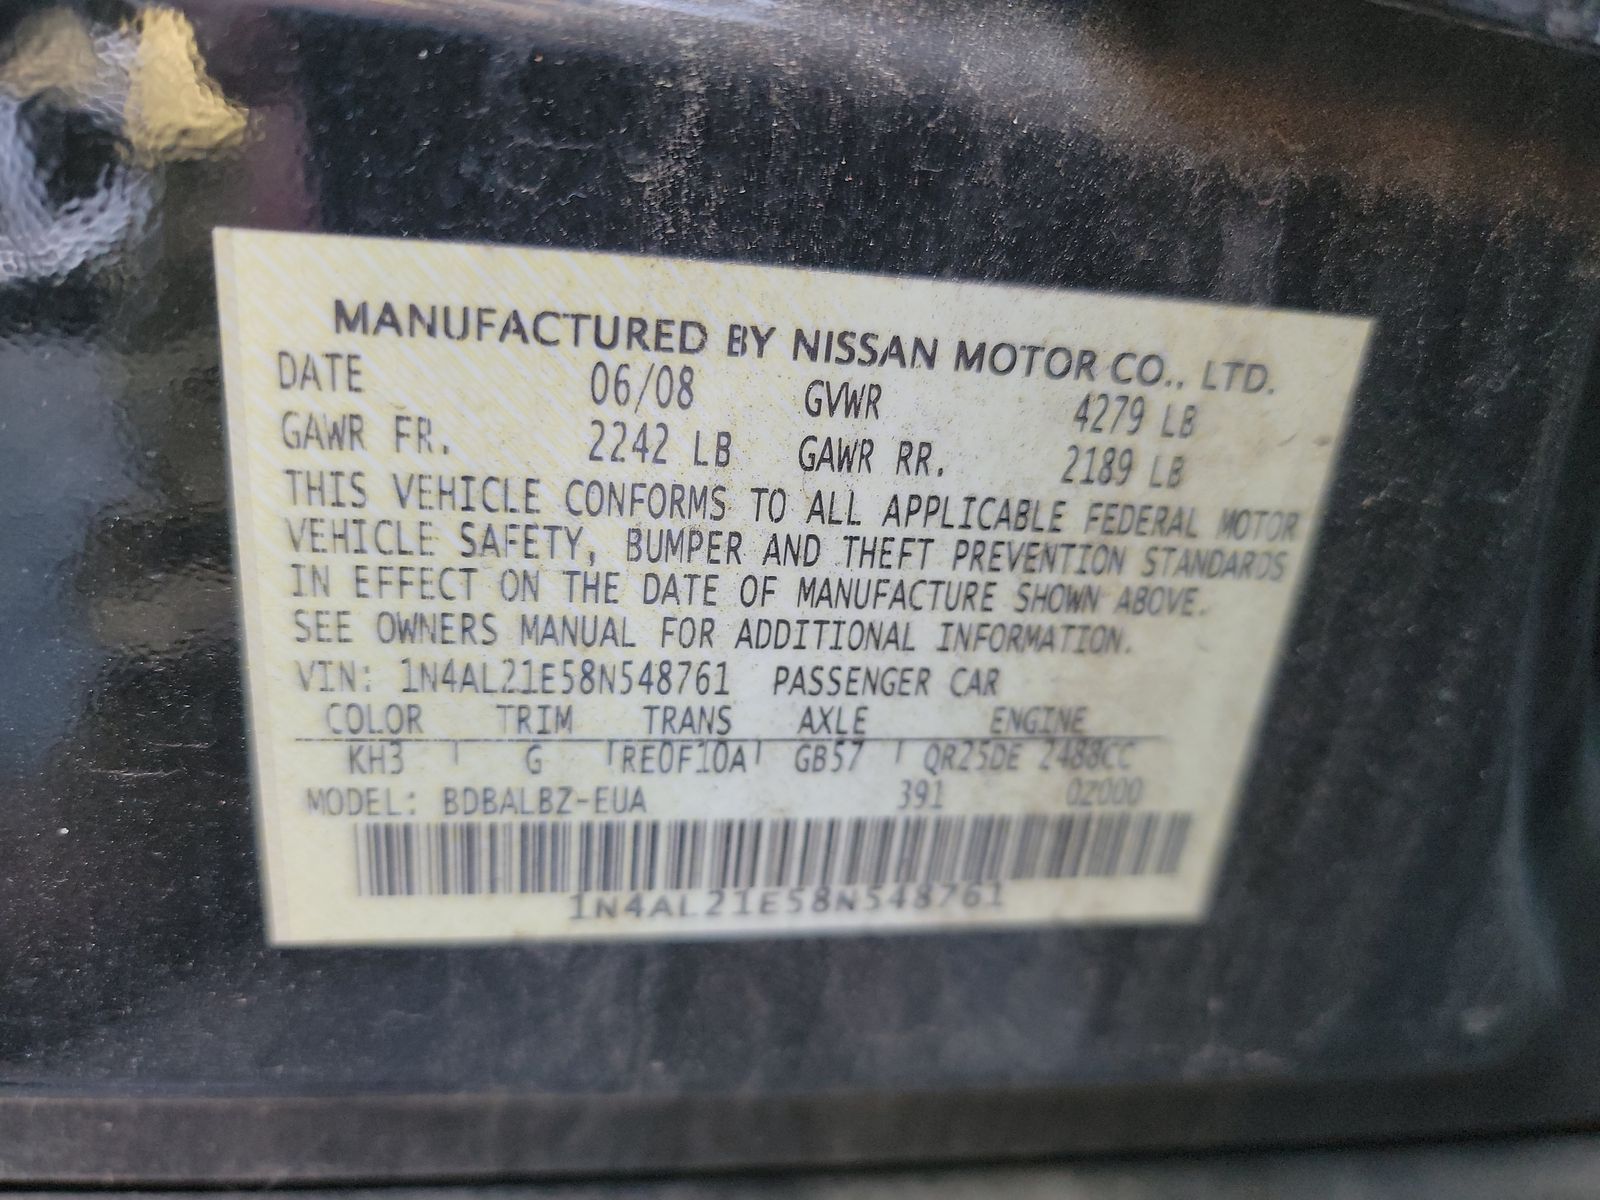 MANUFACTURED BY NISSAN MOTOR CO., LTD.
DATE 06/08 GVWR 4279 LB
GAWR FR. 2242 LB GAWR RR. 2189 LB
THIS VEHICLE CONFORMS TO ALL APPLICABLE FEDERAL MOTOR
VEHICLE SAFETY, BUMPER AND THEFT PREVENTION STANDARDS
IN EFFECT ON THE DATE OF MANUFACTURE SHOWN ABOVE.
SEE OWNERS MANUAL FOR ADDITIONAL INFORMATION.
VIN: 1N4AL21E58N548761 PASSENGER CAR
COLOR TRIM TRANS AXLE ENGINE
KH3 G RE0F10A GB57 QR25DE 2488CC
MODEL: BDBALBZ-EUA 391 0Z000
1N4AL21E58N548761